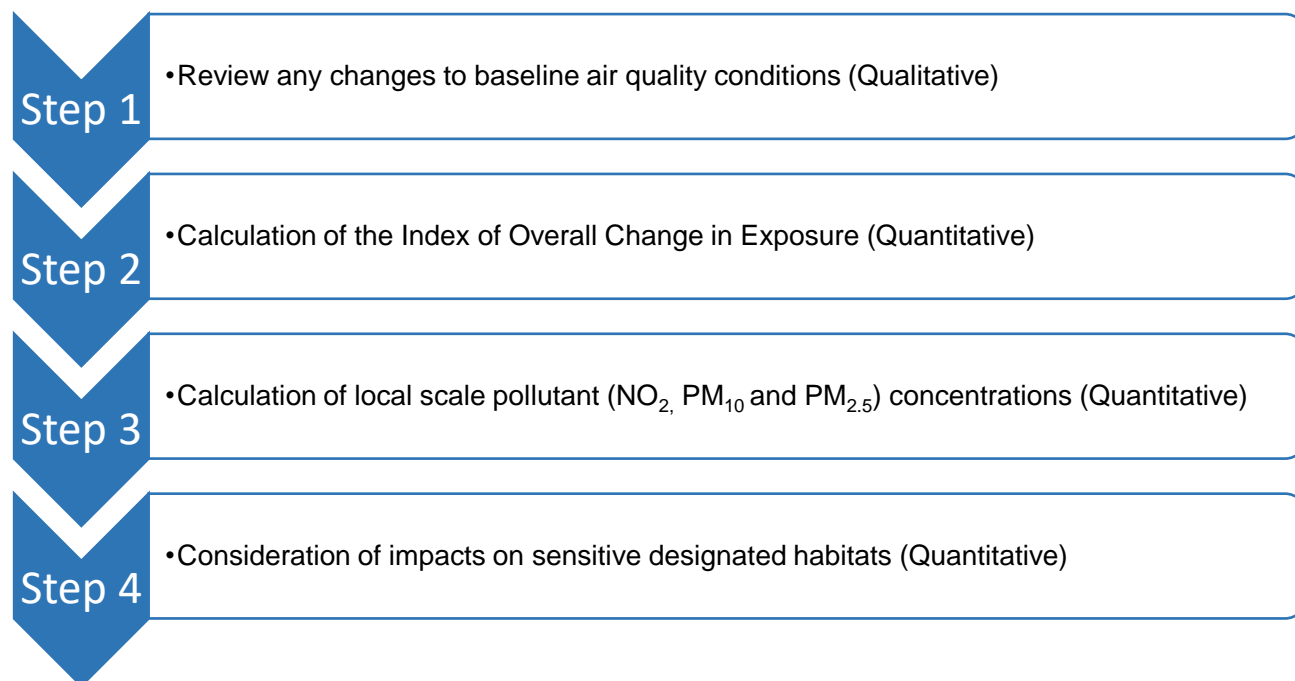 Step 1
•Review any changes to baseline air quality conditions (Qualitative)
Step 2
•Calculation of the Index of Overall Change in Exposure (Quantitative)
Step 3
•Calculation of local scale pollutant (NO₂, PM₁₀ and PM₂.₅) concentrations (Quantitative)
Step 4
•Consideration of impacts on sensitive designated habitats (Quantitative)